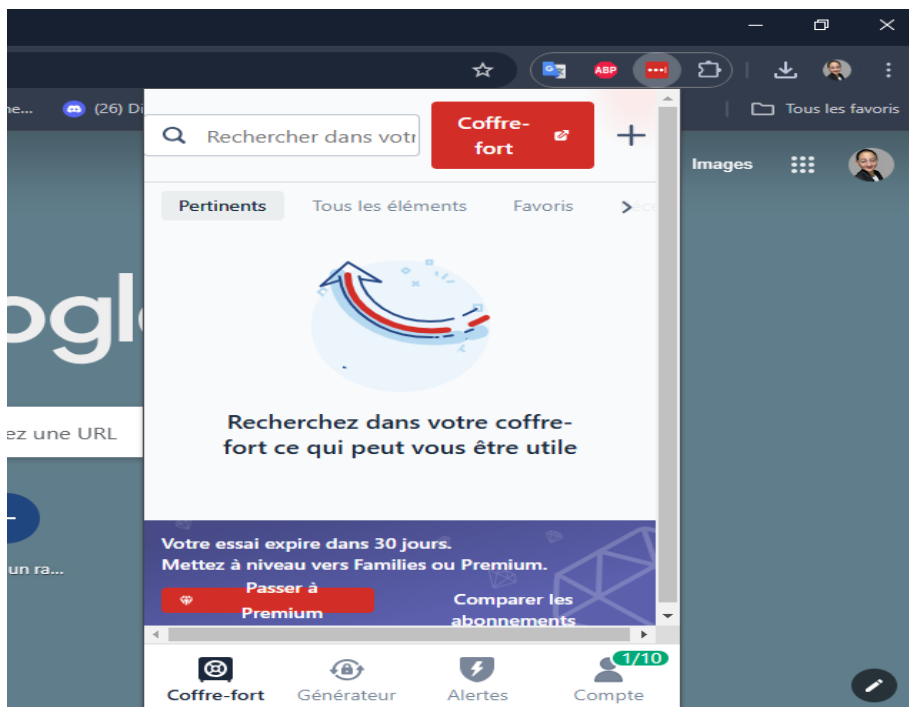 ABP
ne...
(26) Di
Tous les favoris
Rechercher dans votr
Coffre-
fort
Images
Pertinents
Tous les éléments
Favoris
ogl
Recherchez dans votre coffre-
fort ce qui peut vous être utile
ez une URL
un ra...
Votre essai expire dans 30 jours.
Mettez à niveau vers Families ou Premium.
Passer à
Premium
Comparer les
abonnements
1/10
Coffre-fort
Générateur
Alertes
Compte